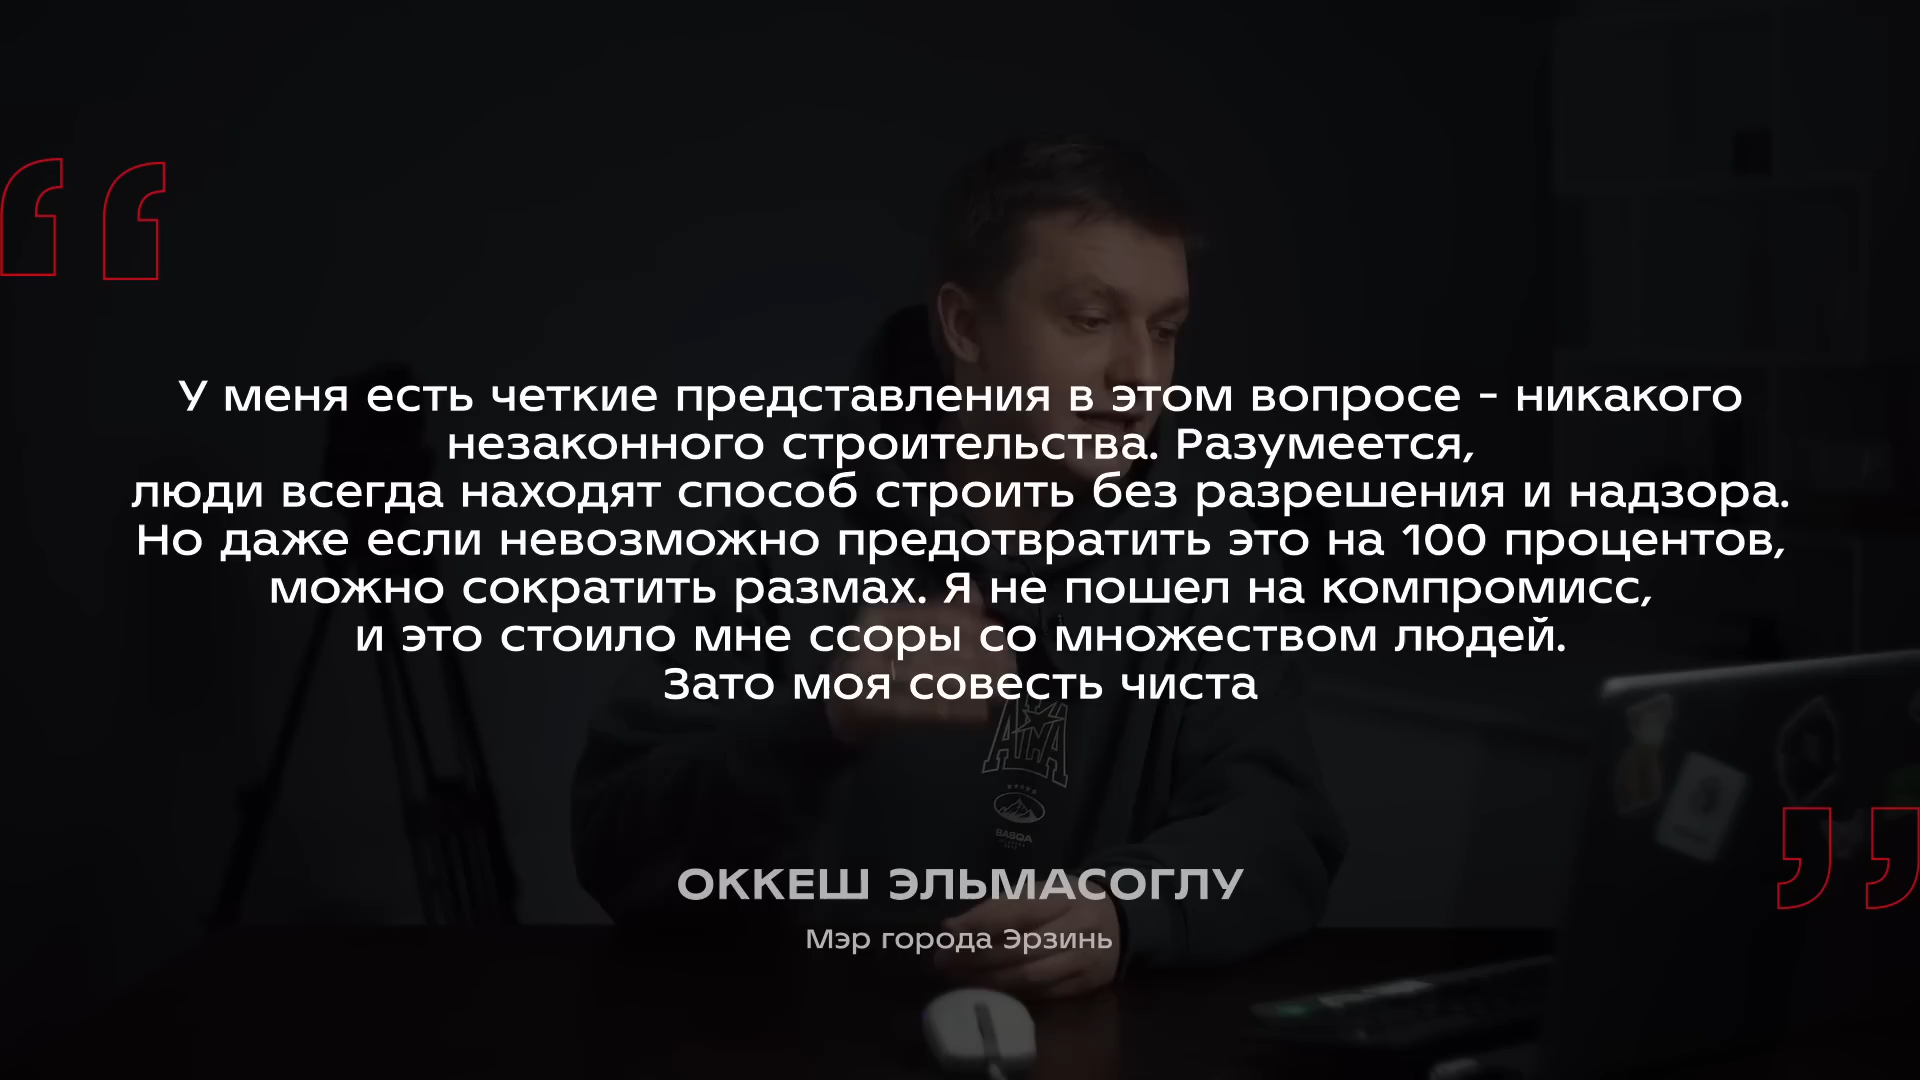 У меня есть четкие представления в этом вопросе - никакого
незаконного строительства. Разумеется,
люди всегда находят способ строить без разрешения и надзора.
Но даже если невозможно предотвратить это на 100 процентов,
можно сократить размах. Я не пошел на компромисс,
и это стоило мне ссоры со множеством людей.
Зато моя совесть чиста
BASQA
ОККЕШ ЭЛЬМАСОГЛУ
Мэр города Эрзинь